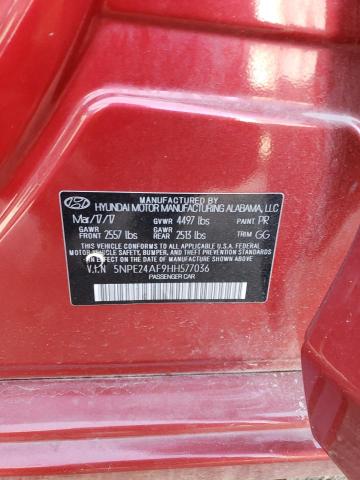 MANUFACTURED BY
HYUNDAI MOTOR MANUFACTURING ALABAMA, LLC
Mar/17/17 GVWR 4497 lbs PAINT PR
GAWR FRONT 2557 lbs GAWR REAR 2513 lbs TRIM GG
THIS VEHICLE CONFORMS TO ALL APPLICABLE U.S. FEDERAL
MOTOR VEHICLE SAFETY, BUMPER, AND THEFT PREVENTION STANDARDS
IN EFFECT ON THE DATE OF MANUFACTURE SHOWN ABOVE.
V.I.N 5NPE24AF9HH577036
PASSENGER CAR